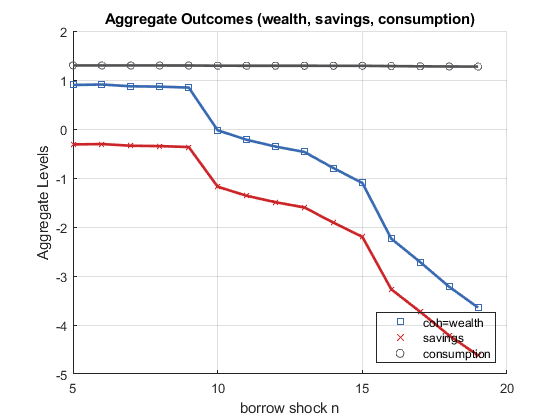 Aggregate Outcomes (wealth, savings, consumption)
2
1
0
-1
-2
-3
-4
-5
Aggregate Levels
5
10
15
20
borrow shock n
coh=wealth
savings
consumption